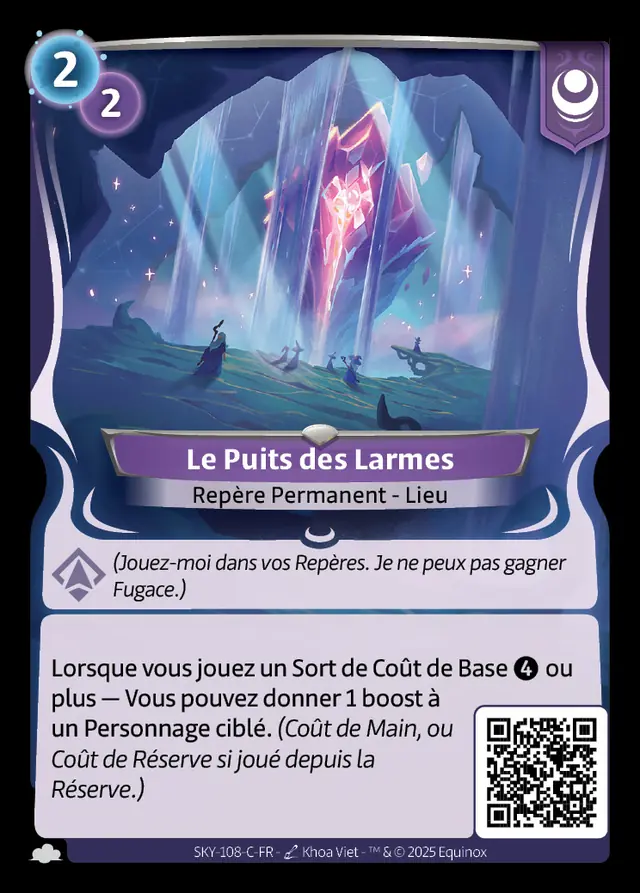 2
2
Le Puits des Larmes
Repère Permanent - Lieu
(Jouez-moi dans vos Repères. Je ne peux pas gagner
Fugace.)
Lorsque vous jouez un Sort de Coût de Base 4 ou
plus — Vous pouvez donner 1 boost à
un Personnage ciblé. (Coût de Main, ou
Coût de Réserve si joué depuis la
Réserve.)
SKY-108-C-FR - Khoa Viet - ™ & © 2025 Equinox